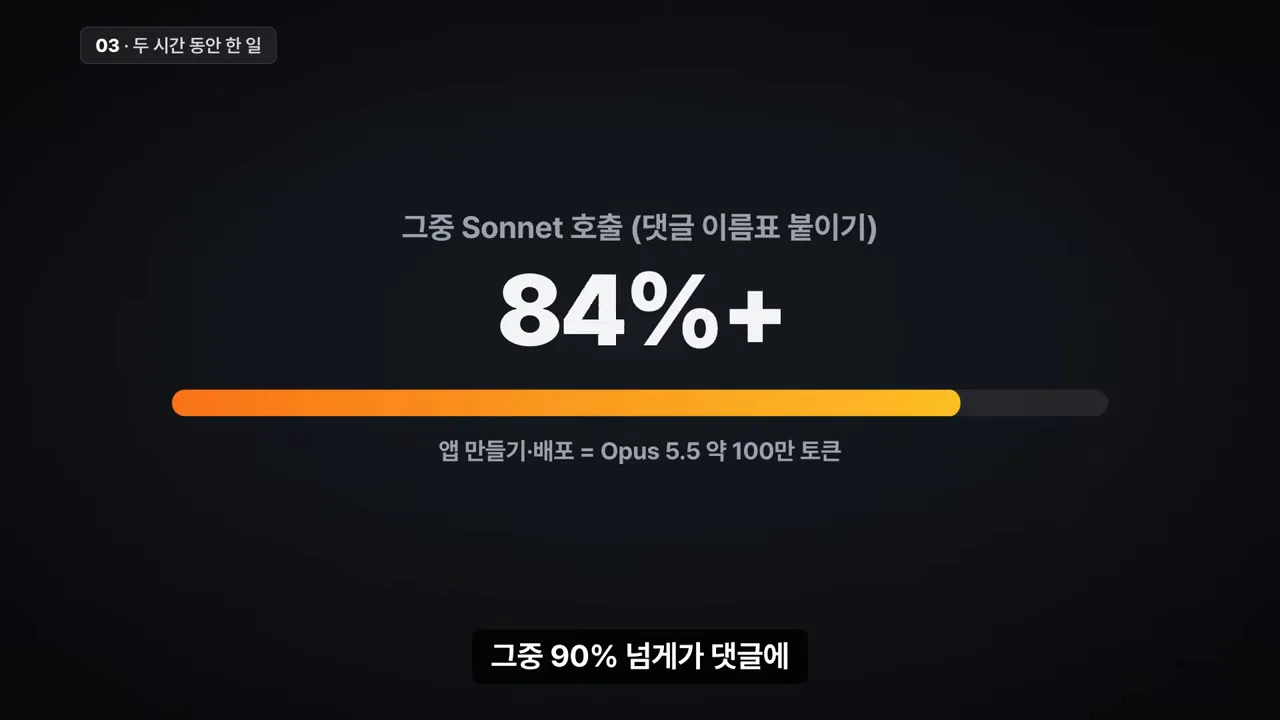 03 · 두 시간 동안 한 일
그중 Sonnet 호출 (댓글 이름표 붙이기)
84%+
앱 만들기·배포 = Opus 5.5 약 100만 토큰
그중 90% 넘게가 댓글에